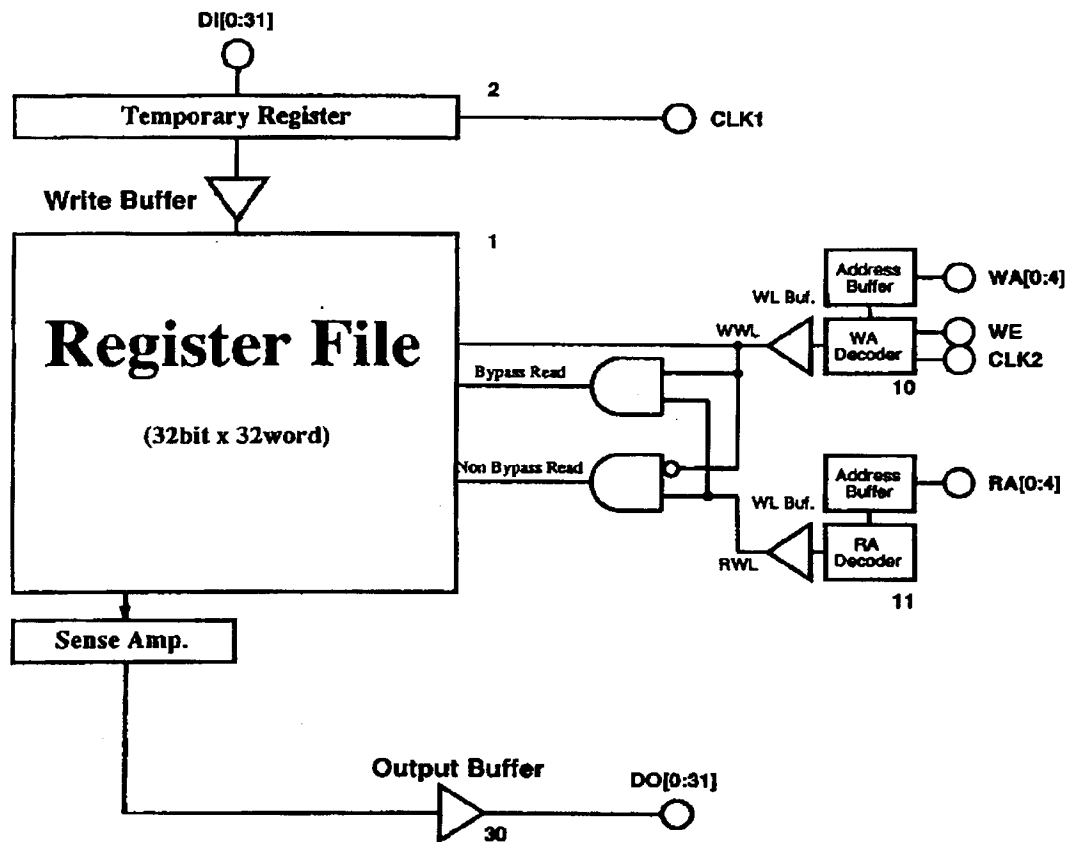 DI[0:31]
2
Temporary Register
CLK1
Write Buffer
1
Register File
(32bit x 32word)
Address
Buffer
WA[0:4]
WL Buf.
WWL
WA
Decoder
WE
CLK2
10
Bypass Read
Non Bypass Read
Address
Buffer
RA[0:4]
WL Buf.
RWL
RA
Decoder
11
Sense Amp.
Output Buffer
DO[0:31]
30